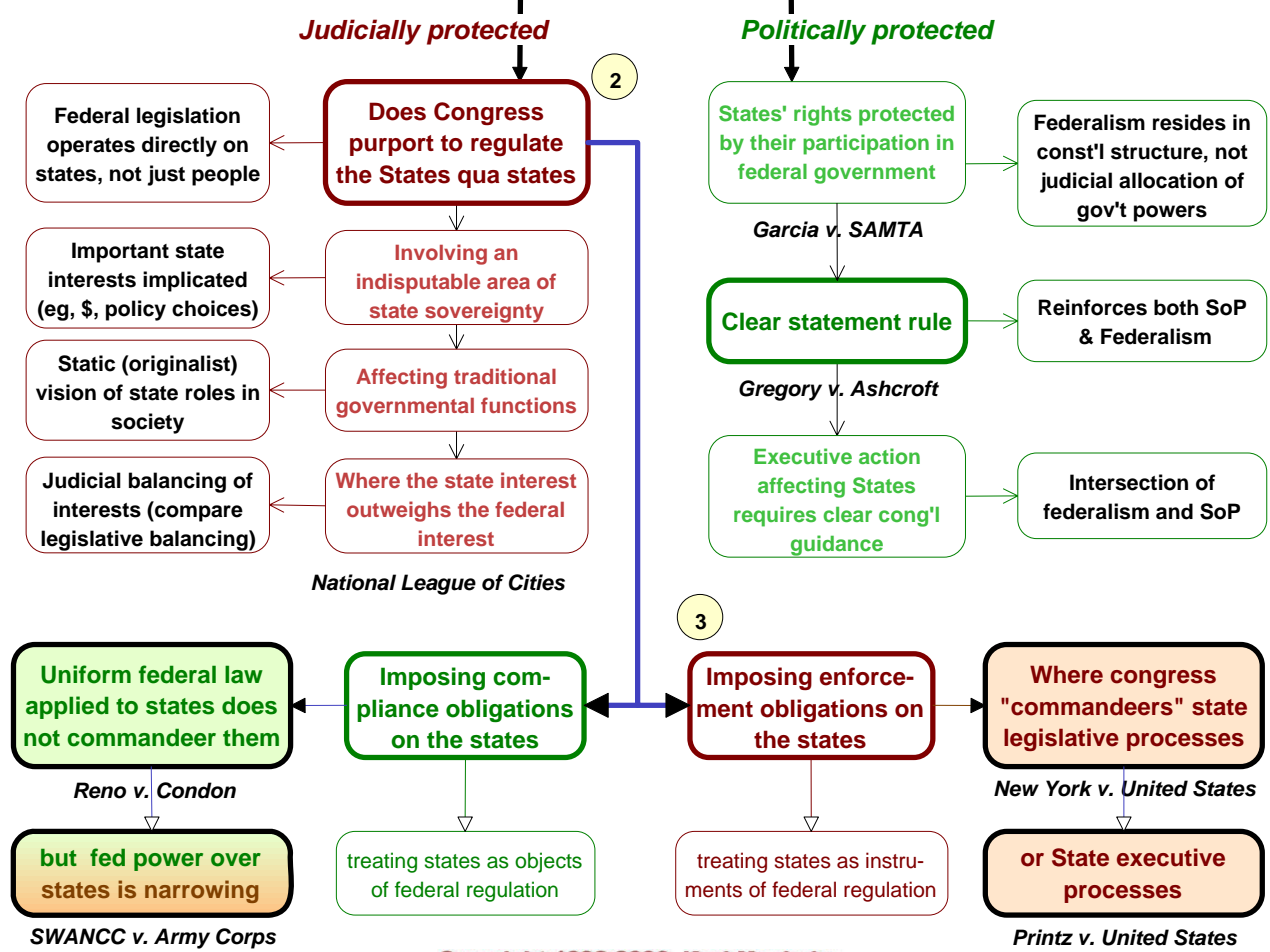 Judicially protected
Politically protected
2
Federal legislation
operates directly on
states, not just people
Does Congress
purport to regulate
the States qua states
States' rights protected
by their participation in
federal government
Federalism resides in
const'l structure, not
judicial allocation of
gov't powers
Garcia v. SAMTA
Important state
interests implicated
(eg, $, policy choices)
Involving an
indisputable area of
state sovereignty
Clear statement rule
Reinforces both SoP
& Federalism
Gregory v. Ashcroft
Static (originalist)
vision of state roles in
society
Affecting traditional
governmental functions
Judicial balancing of
interests (compare
legislative balancing)
Where the state interest
outweighs the federal
interest
Executive action
affecting States
requires clear cong'l
guidance
Intersection of
federalism and SoP
National League of Cities
3
Uniform federal law
applied to states does
not commandeer them
Imposing com-
pliance obligations
on the states
Imposing enforce-
ment obligations on
the states
Where congress
"commandeers" state
legislative processes
Reno v. Condon
New York v. United States
but fed power over
states is narrowing
treating states as objects
of federal regulation
treating states as instru-
ments of federal regulation
or State executive
processes
SWANCC v. Army Corps
Printz v. United States